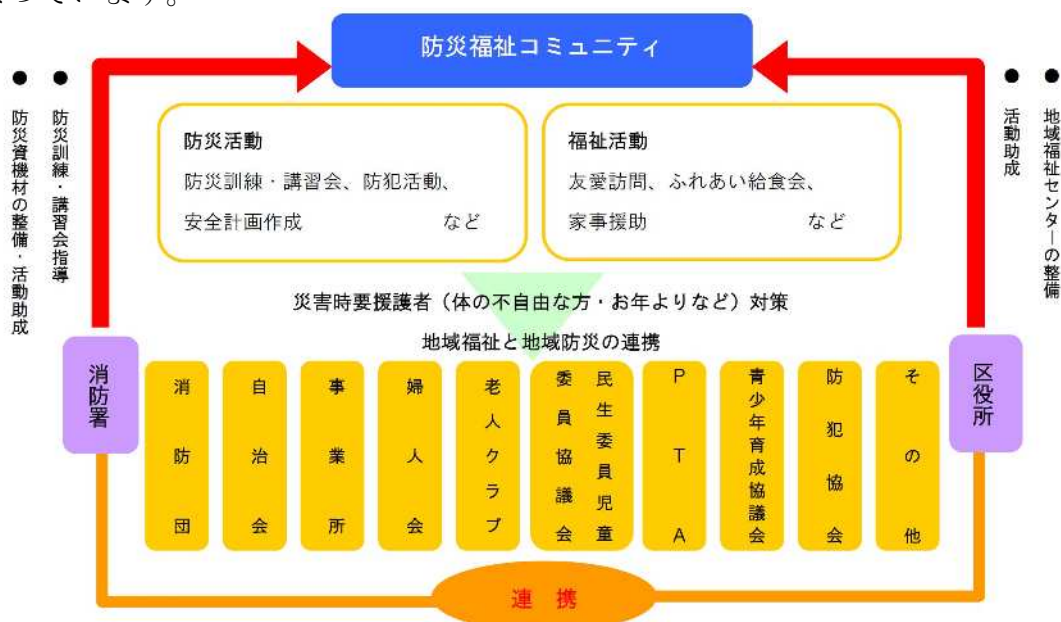 っています。
防災福祉コミュニティ
● 防災資機材の整備・活動助成
● 防災訓練・講習会指導
防災活動
防災訓練・講習会、防犯活動、
安全計画作成 など
福祉活動
友愛訪問、ふれあい給食会、
家事援助 など
● 活動助成
● 地域福祉センターの整備
災害時要援護者（体の不自由な方・お年よりなど）対策
地域福祉と地域防災の連携
消防署
消防団
自治会
事業所
婦人会
老人クラブ
民生委員児童
委員協議会
PTA
青少年育成協議会
防犯協会
その他
区役所
連 携